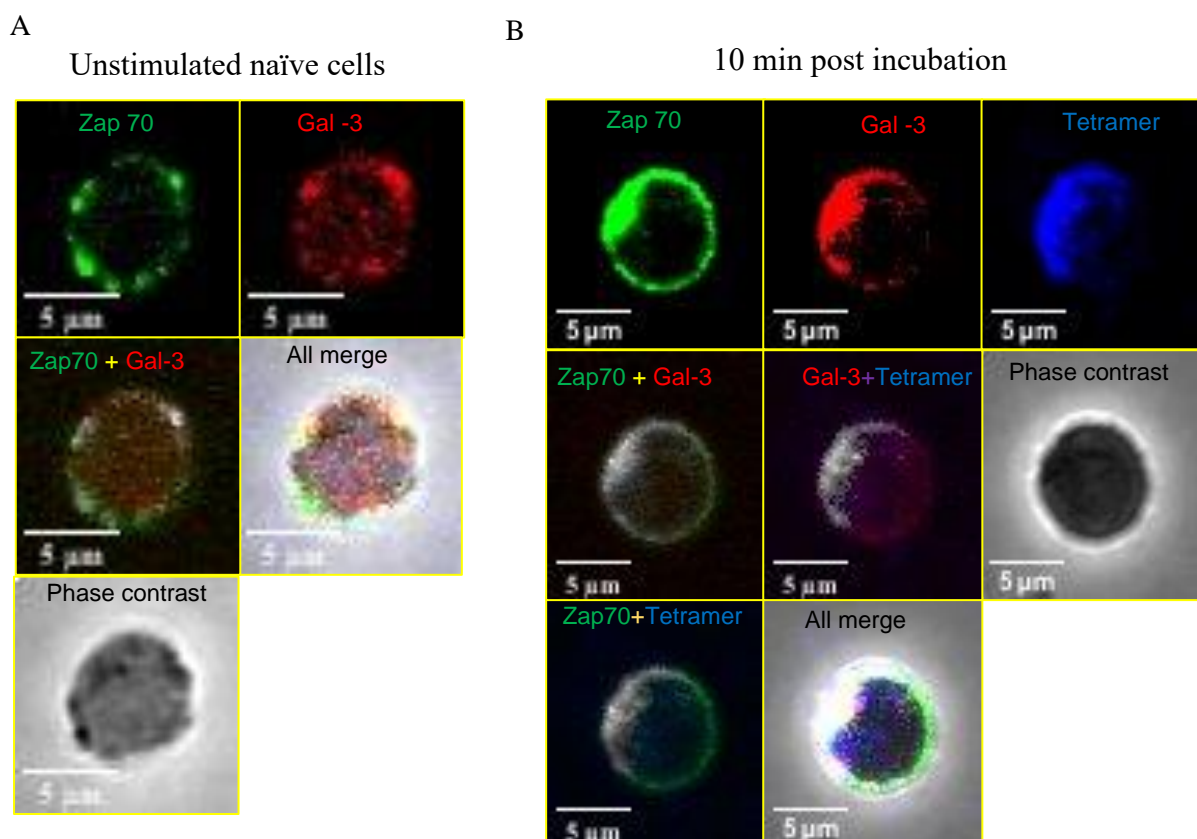 A
Unstimulated naïve cells
Zap 70
Gal -3
5 µm
5 µm
Zap70 + Gal-3
All merge
5 µm
5 µm
Phase contrast
5 µm
B
10 min post incubation
Zap 70
Gal -3
Tetramer
5 µm
5 µm
5 µm
Zap70 + Gal-3
Gal-3+Tetramer
Phase contrast
5 µm
5 µm
5 µm
Zap70+Tetramer
All merge
5 µm
5 µm